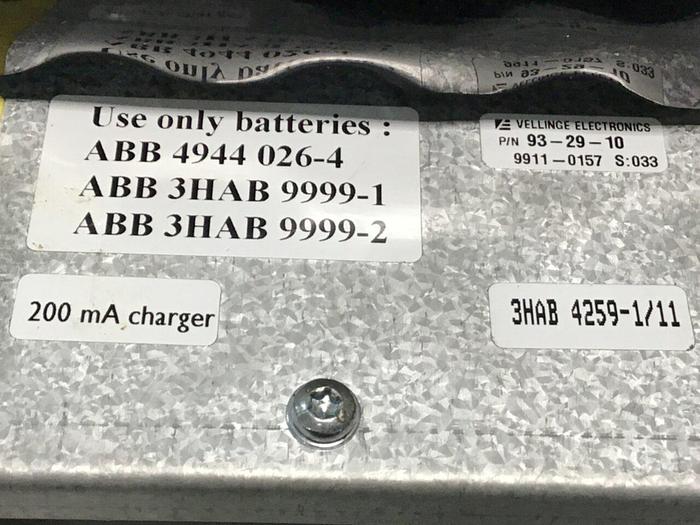 Use only batteries :
ABB 4944 026-4
ABB 3HAB 9999-1
ABB 3HAB 9999-2
VELLINGE ELECTRONICS
P/N 93-29-10
9911-0157 S:033
200 mA charger
3HAB 4259-1/11